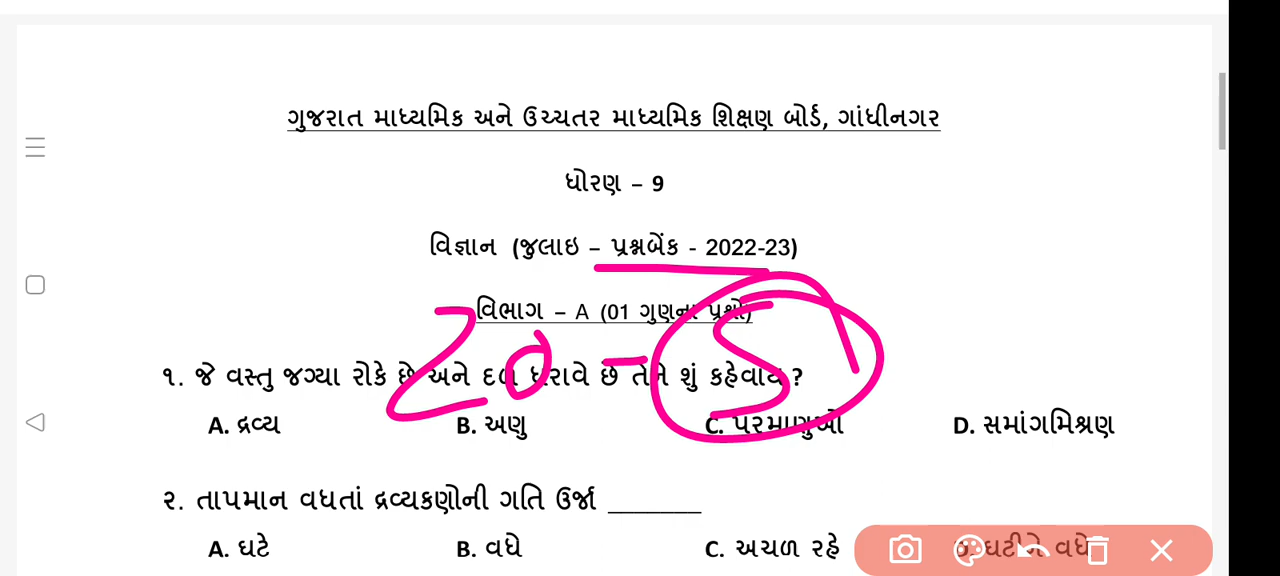 ગુજરાત માધ્યમિક અને ઉચ્ચતર માધ્યમિક શિક્ષણ બોર્ડ, ગાંધીનગર
ધોરણ – 9
વિજ્ઞાન (જુલાઇ – પ્રશ્નબેંક - 2022-23)
વિભાગ – A (01 ગુણના પ્રશ્નો)
20 - 5
૧. જે વસ્તુ જગ્યા રોકે છે અને દળ ધરાવે છે તેને શું કહેવાય ?
A. દ્રવ્ય B. અણુ C. પરમાણુઓ D. સમાંગમિશ્રણ
૨. તાપમાન વધતાં દ્રવ્યકણોની ગતિ ઉર્જા _______
A. ઘટે B. વધે C. અચળ રહે D. ઘટીને વધે